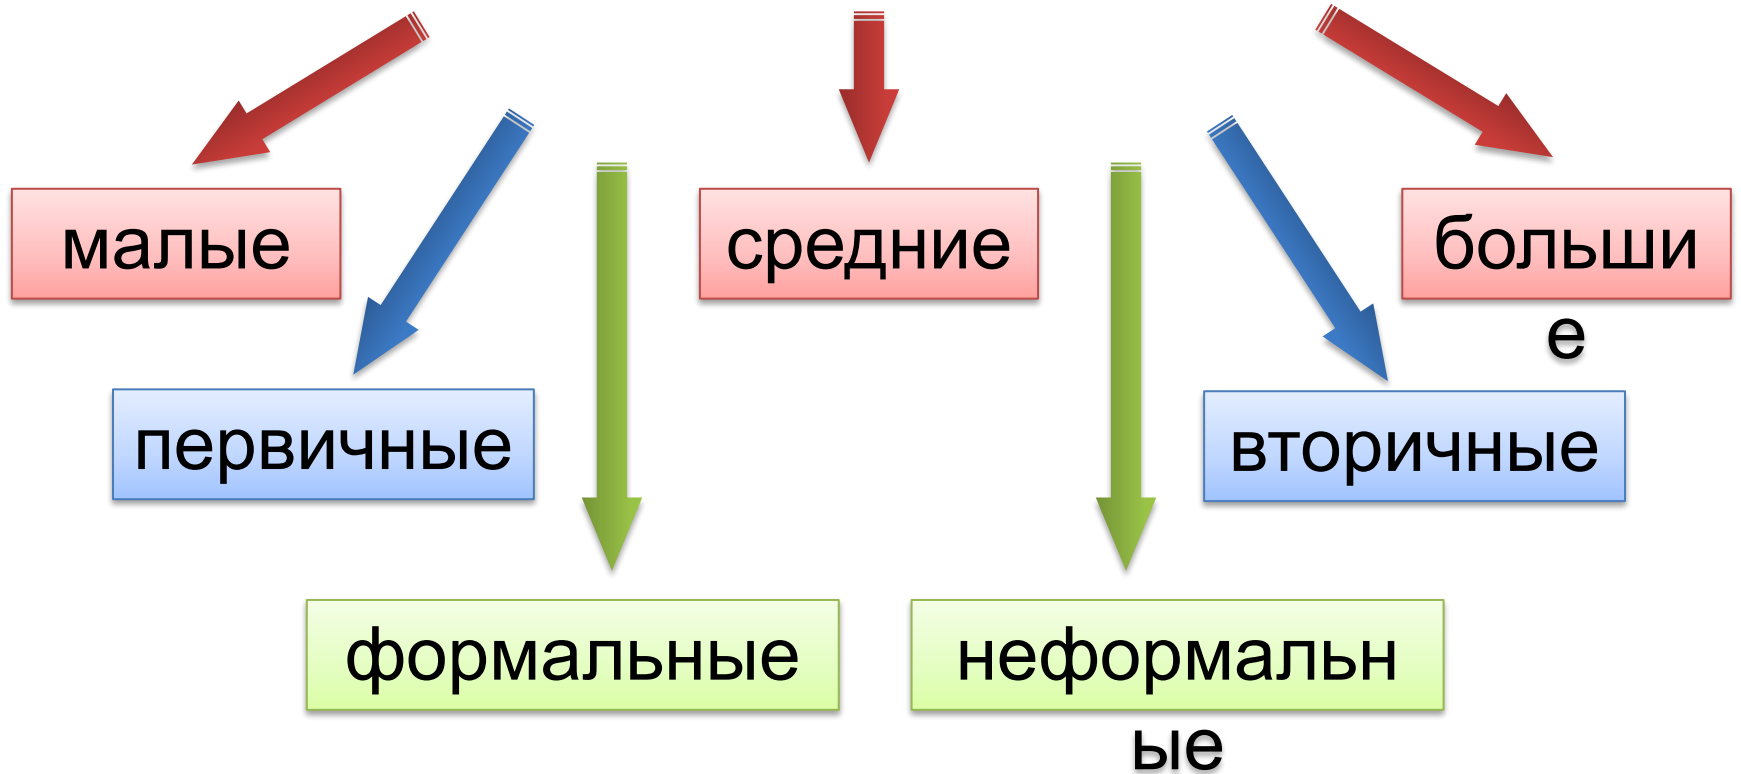 малые
средние
больши
е
первичные
вторичные
формальные
неформальн
ые